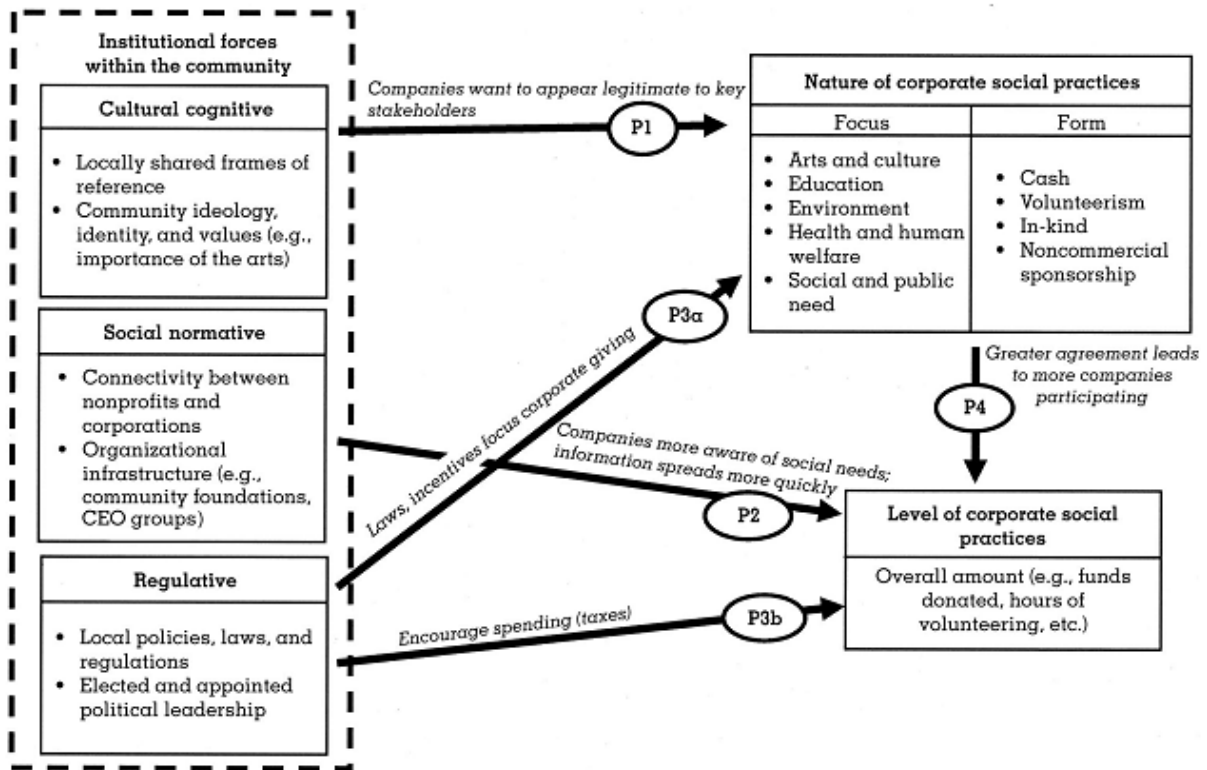 Institutional forces
within the community
Cultural cognitive
• Locally shared frames of
reference
• Community ideology,
identity, and values (e.g.,
importance of the arts)
Social normative
• Connectivity between
nonprofits and
corporations
• Organizational
infrastructure (e.g.,
community foundations,
CEO groups)
Regulative
• Local policies, laws, and
regulations
• Elected and appointed
political leadership
Companies want to appear legitimate to key
stakeholders
P1
Laws, incentives focus corporate giving
P3a
Companies more aware of social needs;
information spreads more quickly
P2
Encourage spending (taxes)
P3b
Nature of corporate social practices
Focus
• Arts and culture
• Education
• Environment
• Health and human
welfare
• Social and public
need
Form
• Cash
• Volunteerism
• In-kind
• Noncommercial
sponsorship
Greater agreement leads
to more companies
participating
P4
Level of corporate social
practices
Overall amount (e.g., funds
donated, hours of
volunteering, etc.)